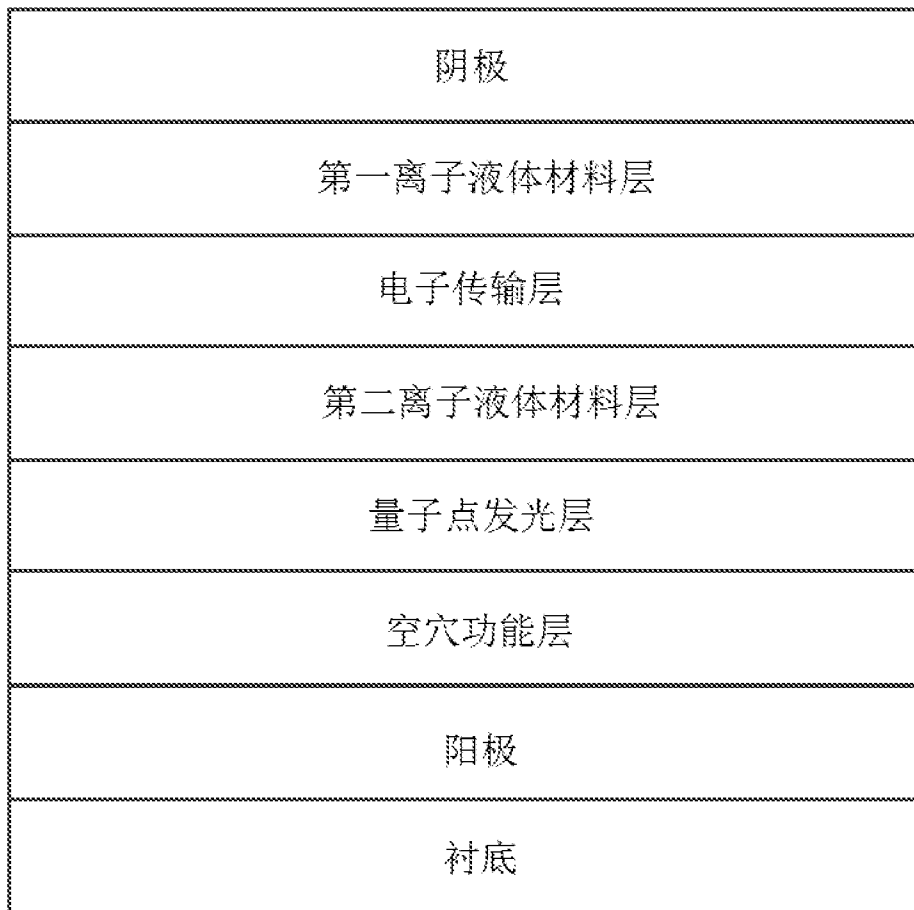 阴极
第一离子液体材料层
电子传输层
第二离子液体材料层
量子点发光层
空穴功能层
阳极
衬底